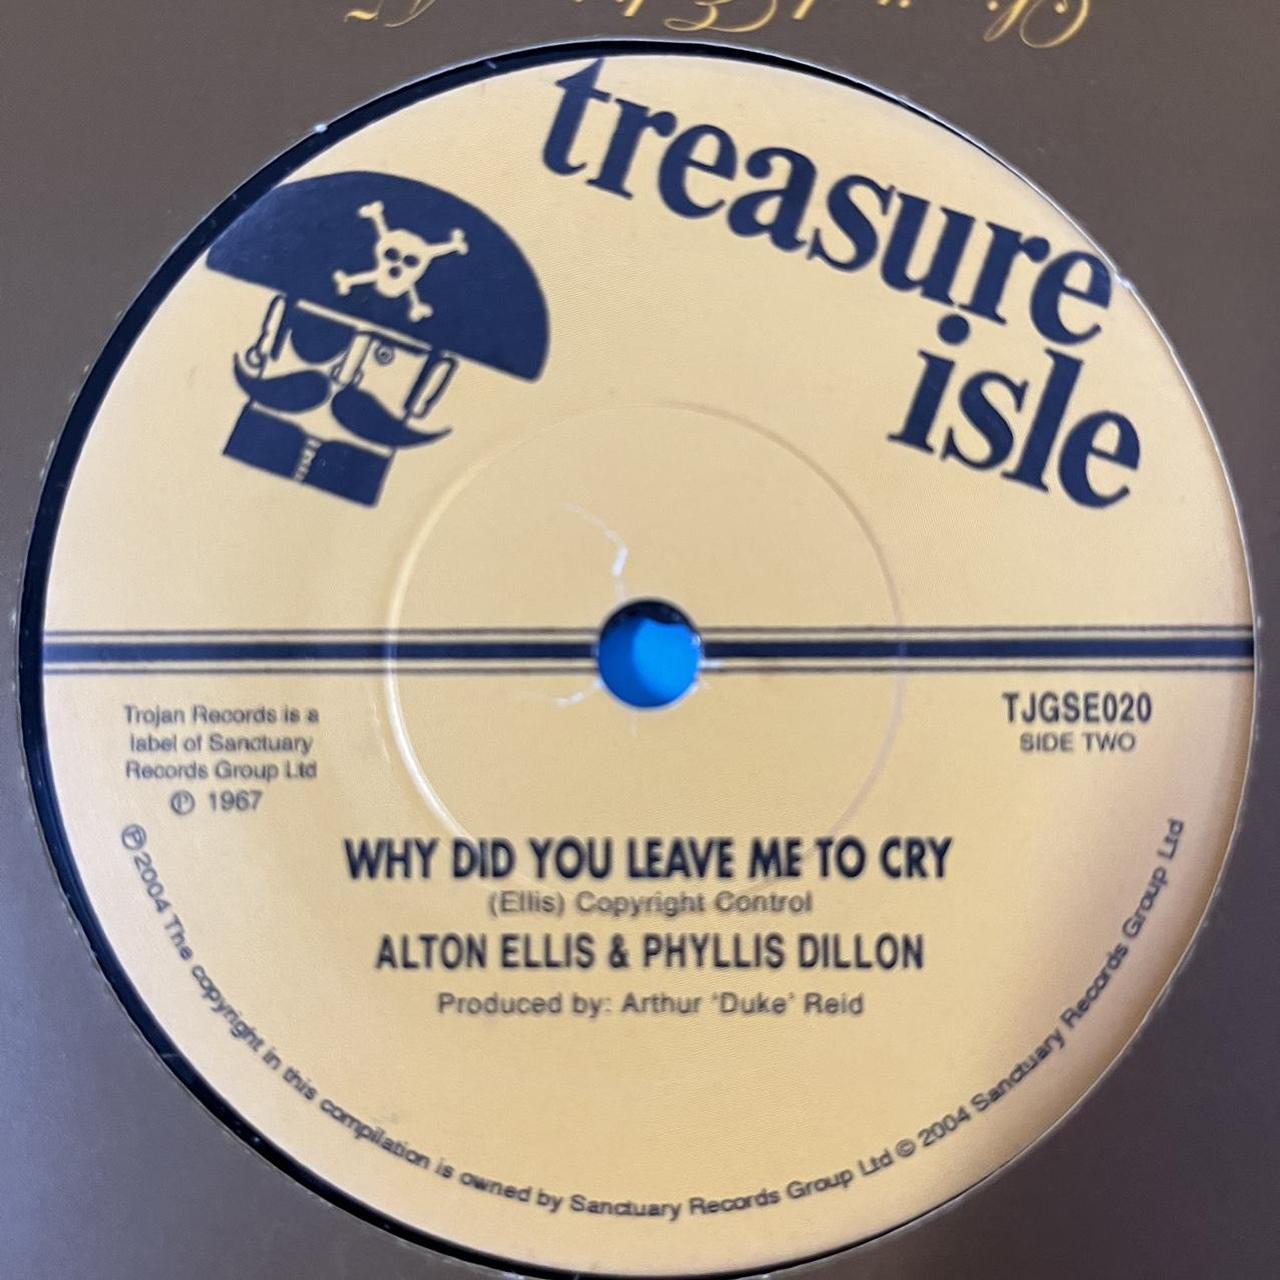 treasure
isle
Trojan Records is a
label of Sanctuary
Records Group Ltd
℗ 1967
TJGSE020
SIDE TWO
WHY DID YOU LEAVE ME TO CRY
(Ellis) Copyright Control
ALTON ELLIS & PHYLLIS DILLON
Produced by: Arthur 'Duke' Reid
℗ 2004 The copyright in this compilation is owned by Sanctuary Records Group Ltd © 2004 Sanctuary Records Group Ltd